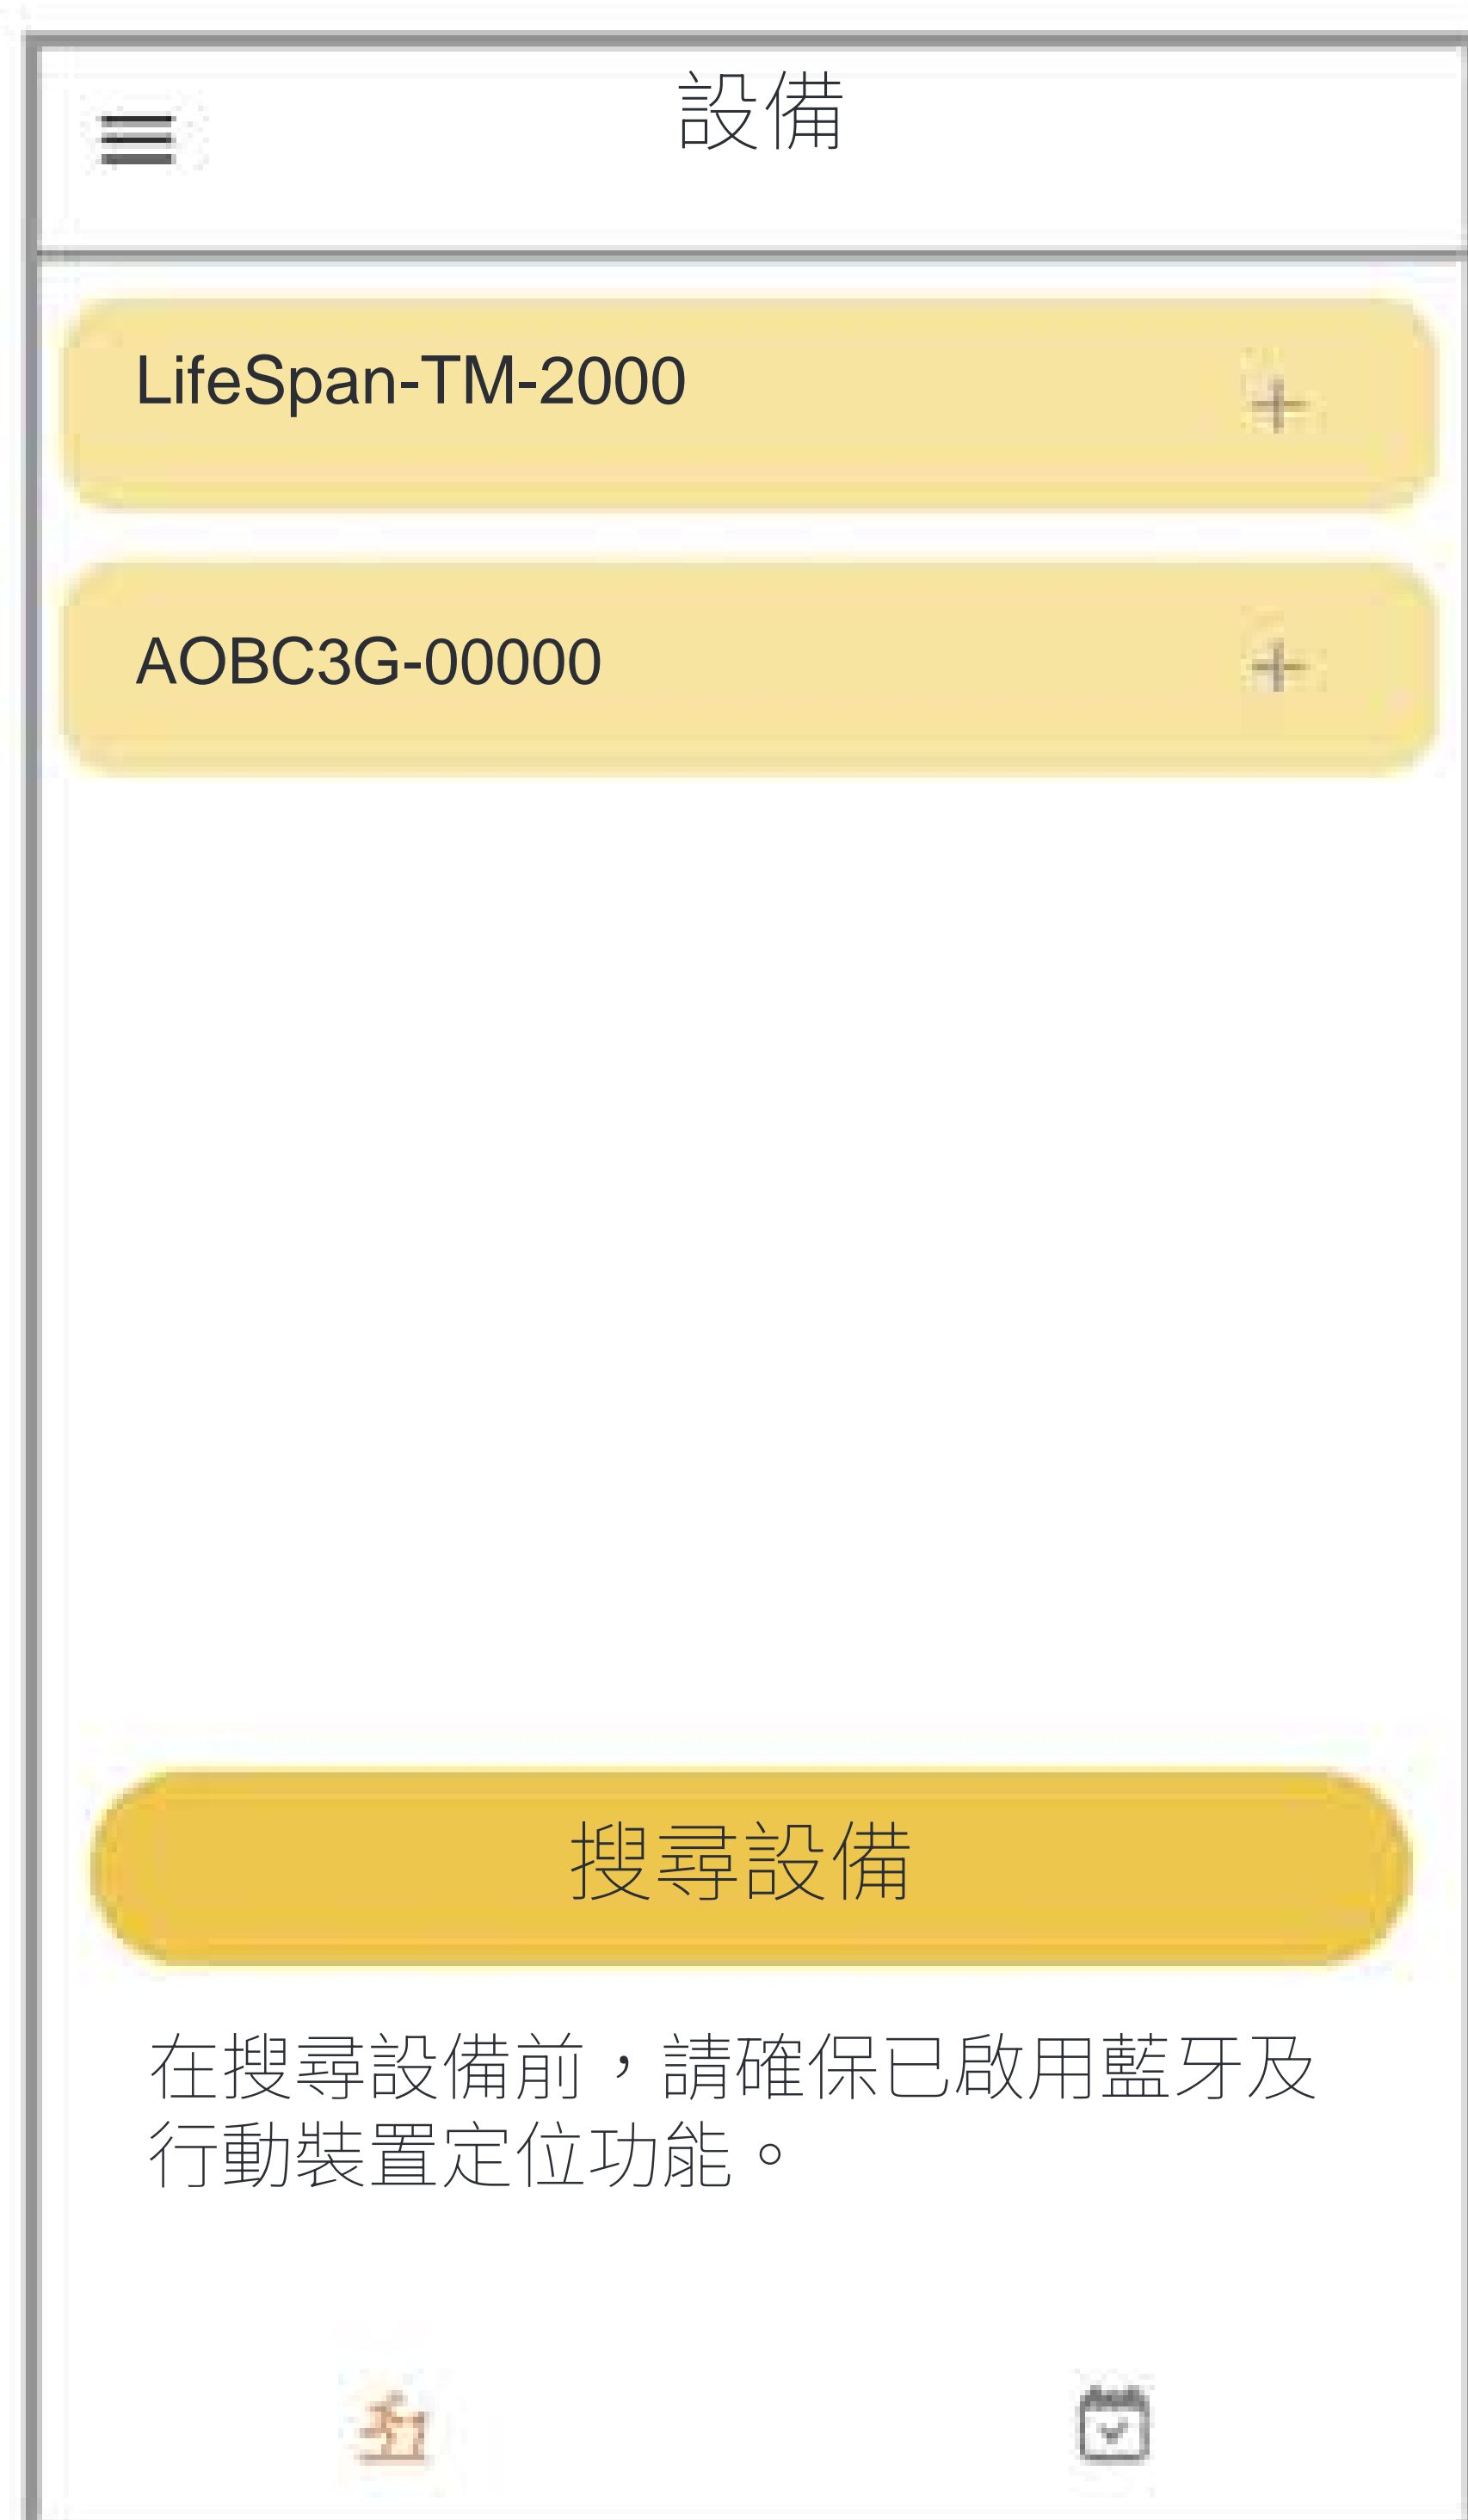 設備
LifeSpan-TM-2000
AOBC3G-00000
搜尋設備
在搜尋設備前，請確保已啟用藍牙及
行動裝置定位功能。